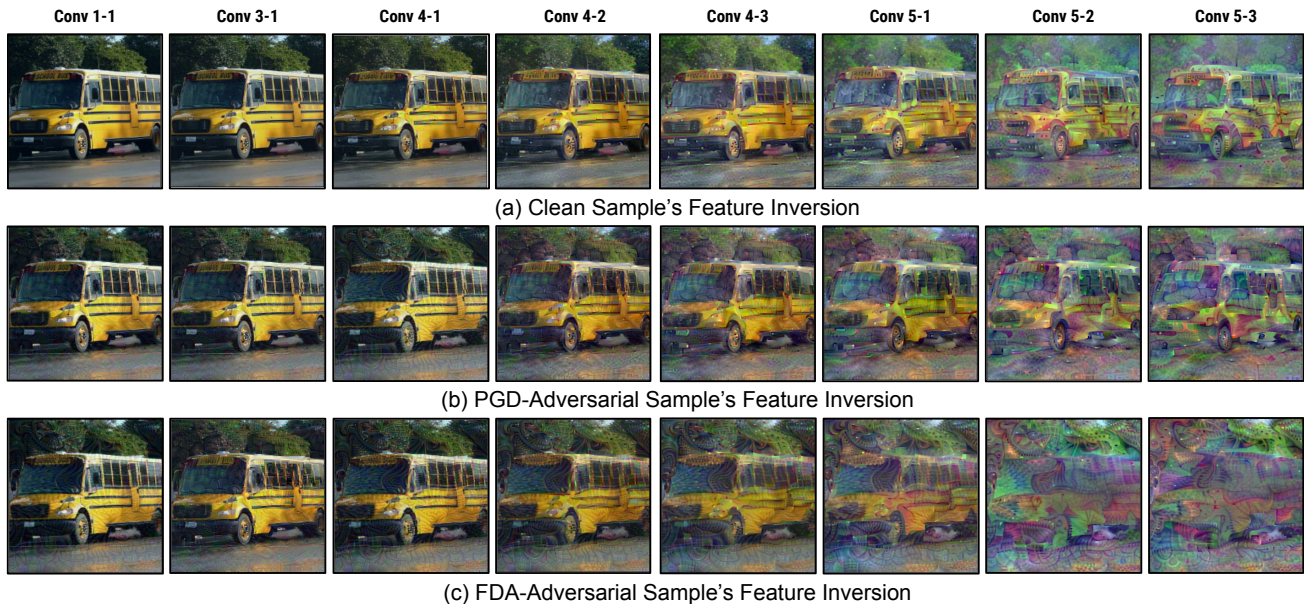 Conv 1-1 Conv 3-1 Conv 4-1 Conv 4-2 Conv 4-3 Conv 5-1 Conv 5-2 Conv 5-3
SCHOOL BUS
(a) Clean Sample's Feature Inversion
(b) PGD-Adversarial Sample's Feature Inversion
(c) FDA-Adversarial Sample's Feature Inversion